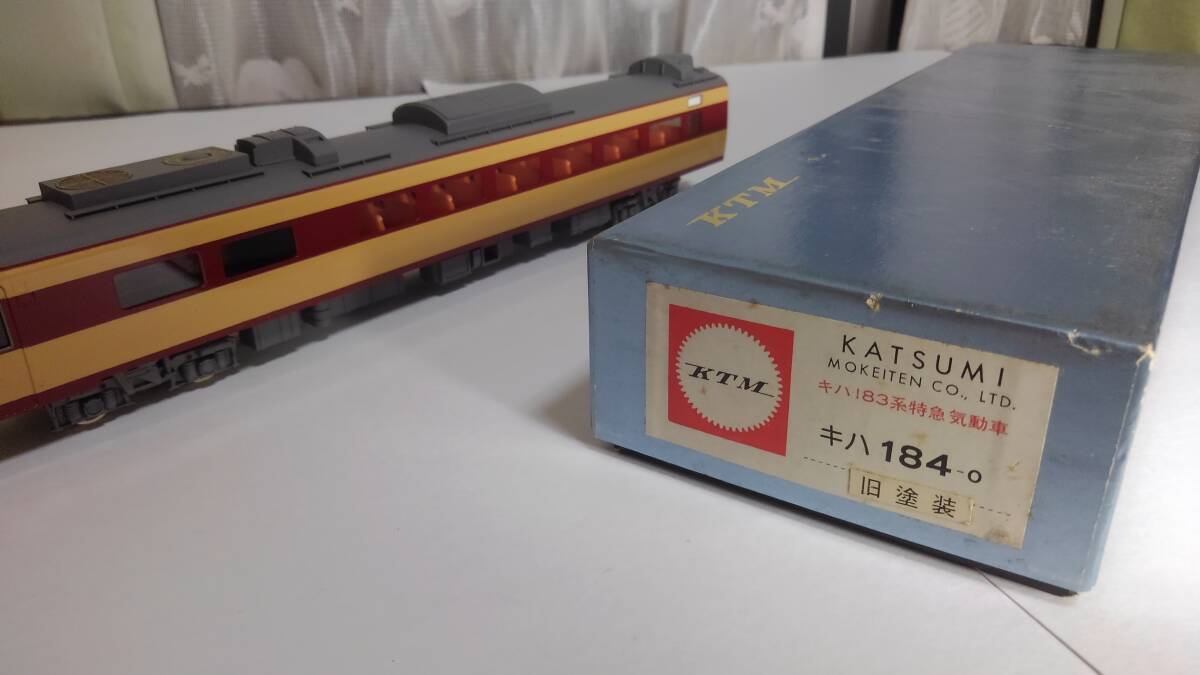 KTM
KTM
KATSUMI
MOKEITEN CO., LTD.
キハ183系特急気動車
キハ184-0
旧塗装